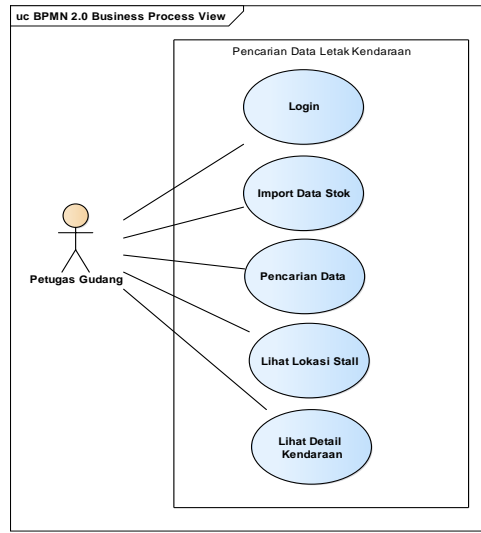 uc BPMN 2.0 Business Process View
Pencarian Data Letak Kendaraan
Login
Import Data Stok
Petugas Gudang
Pencarian Data
Lihat Lokasi Stall
Lihat Detail
Kendaraan